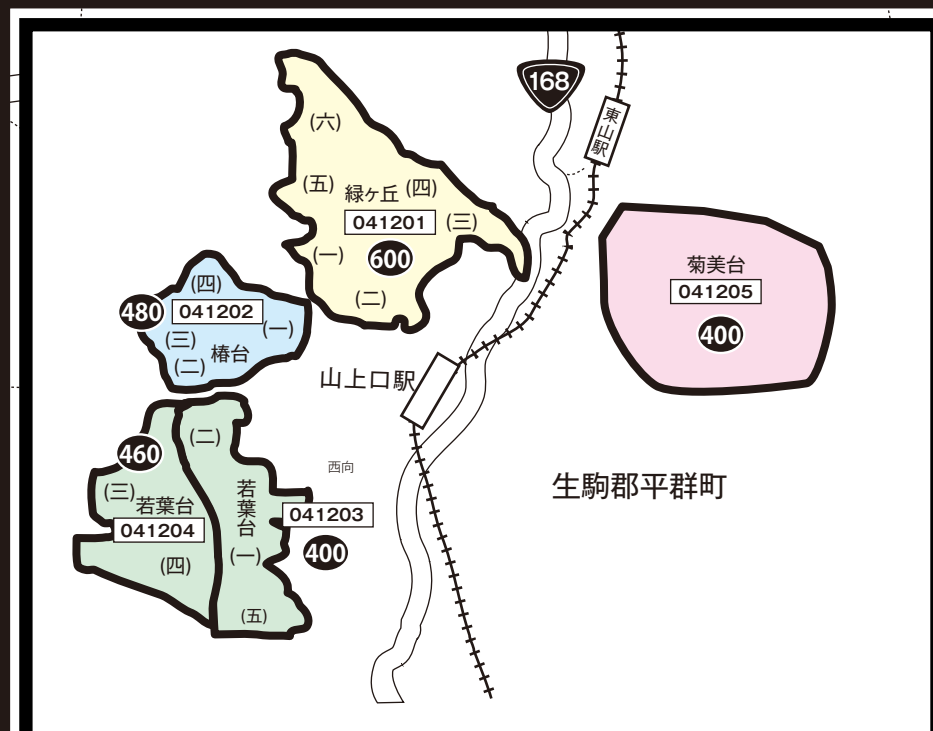 168
東山駅
(六)
(五)
緑ヶ丘
(四)
041201
(三)
(一)
600
(二)
菊美台
041205
400
(四)
480
041202
(一)
(三)
椿台
(二)
山上口駅
(二)
460
西向
生駒郡平群町
(三)
若葉台
041204
(四)
若葉台
041203
(一)
400
(五)